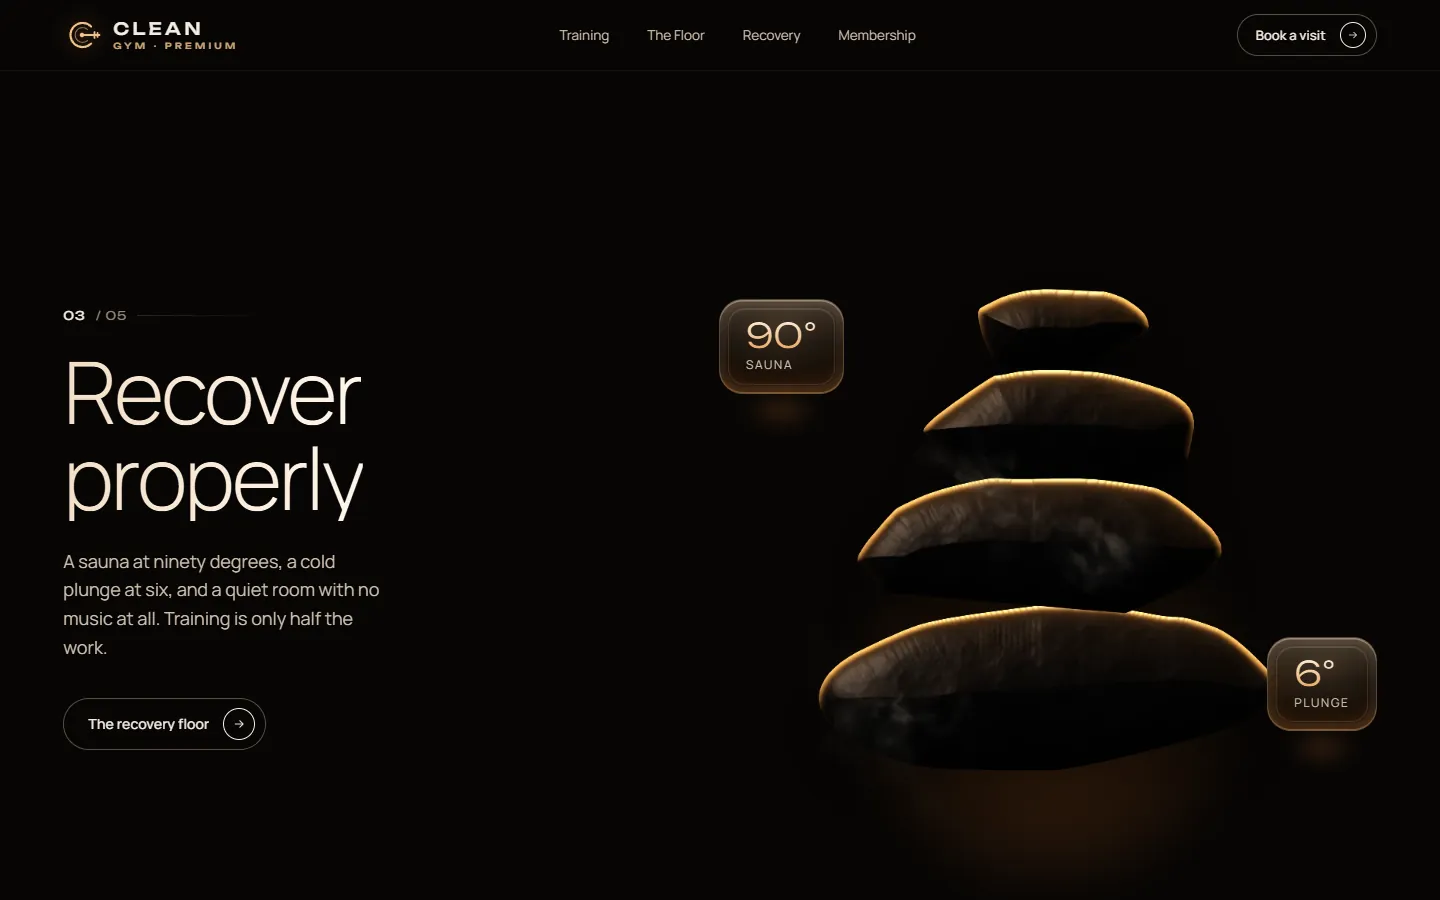 CLEAN
GYM · PREMIUM
Training
The Floor
Recovery
Membership
Book a visit
03 / 05
Recover
properly
A sauna at ninety degrees, a cold
plunge at six, and a quiet room with no
music at all. Training is only half the
work.
The recovery floor
90°
SAUNA
6°
PLUNGE